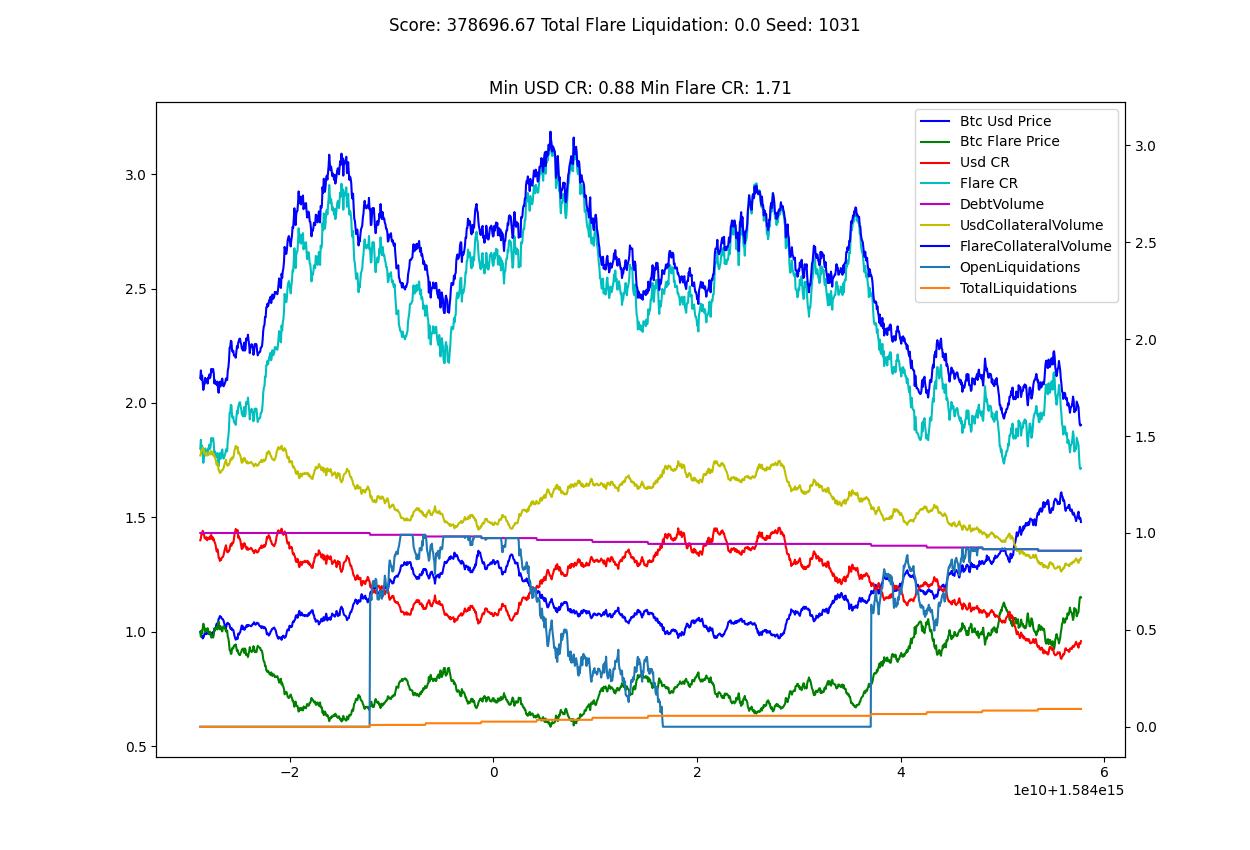 Score: 378696.67 Total Flare Liquidation: 0.0 Seed: 1031
Min USD CR: 0.88 Min Flare CR: 1.71
Btc Usd Price
Btc Flare Price
Usd CR
Flare CR
DebtVolume
UsdCollateralVolume
FlareCollateralVolume
OpenLiquidations
TotalLiquidations
3.0
2.5
2.0
1.5
1.0
0.5
3.0
2.5
2.0
1.5
1.0
0.5
0.0
−2 0 2 4 6
1e10+1.584e15